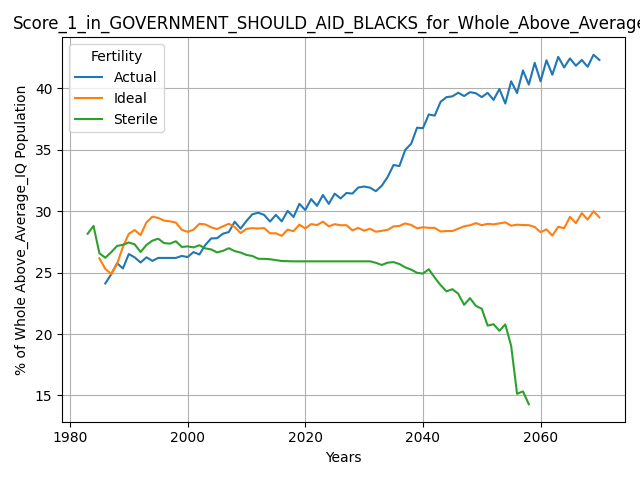 Score_1_in_GOVERNMENT_SHOULD_AID_BLACKS_for_Whole_Above_Average
Fertility
Actual
Ideal
Sterile
% of Whole Above_Average_IQ Population
40
35
30
25
20
15
1980
2000
2020
2040
2060
Years